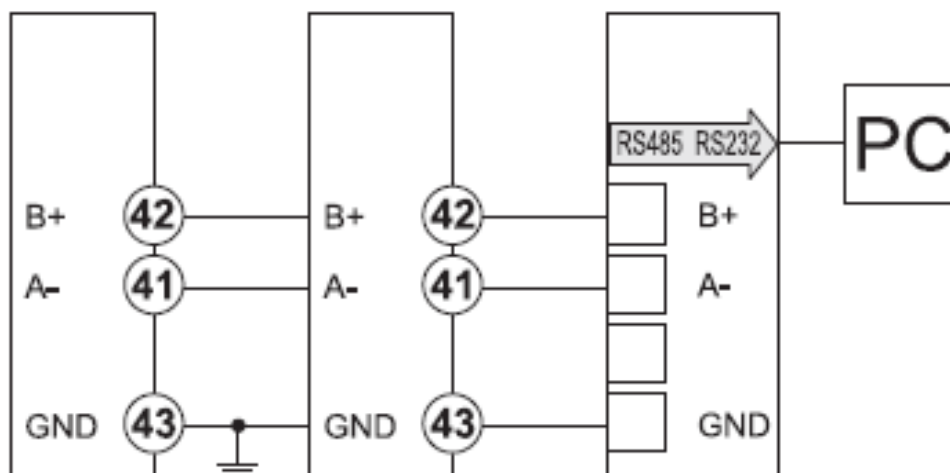 RS485 RS232
PC
B+ 42 B+ 42 B+
A- 41 A- 41 A-
GND 43 GND 43 GND